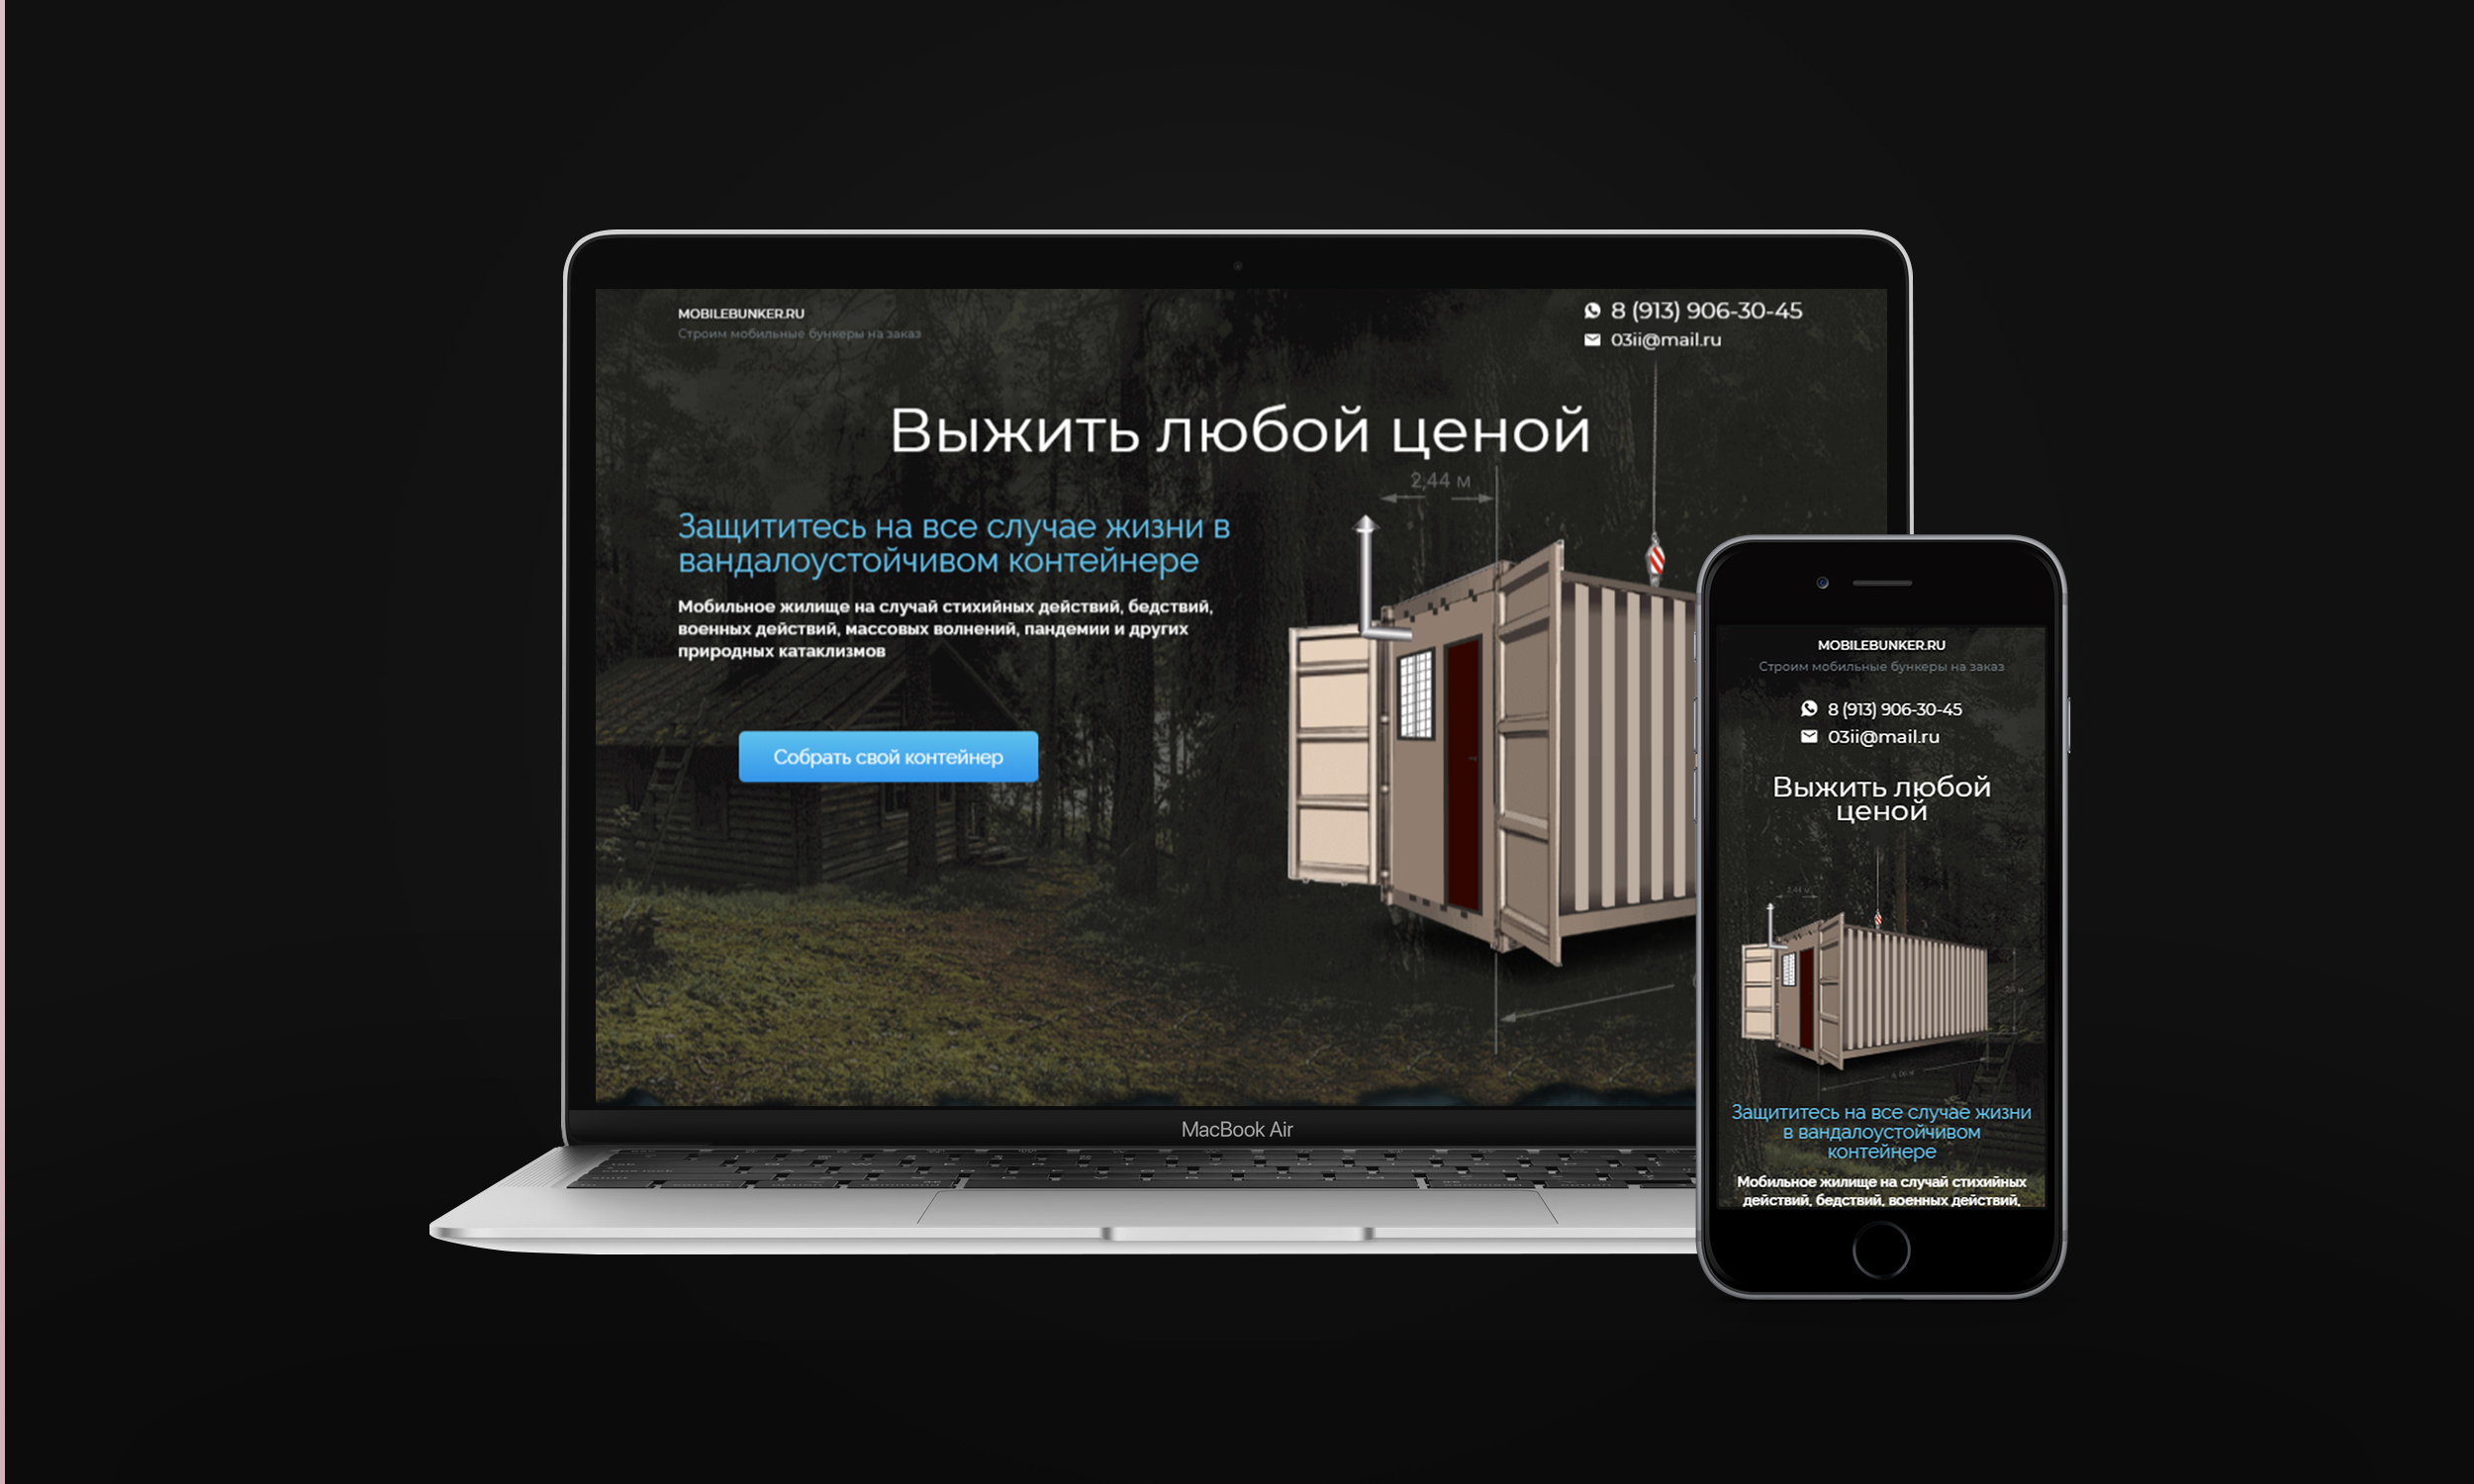 MOBILEBUNKER.RU
Строим мобильные бункеры на заказ
8 (913) 906-30-45
03ii@mail.ru
Выжить любой ценой
2,44 м
Защититесь на все случае жизни в
вандалоустойчивом контейнере
Мобильное жилище на случай стихийных действий, бедствий,
военных действий, массовых волнений, пандемии и других
природных катаклизмов
Собрать свой контейнер
MacBook Air
MOBILEBUNKER.RU
Строим мобильные бункеры на заказ
8 (913) 906-30-45
03ii@mail.ru
Выжить любой
ценой
2,44 м
Защититесь на все случае жизни
в вандалоустойчивом
контейнере
Мобильное жилище на случай стихийных
действий, бедствий, военных действий,